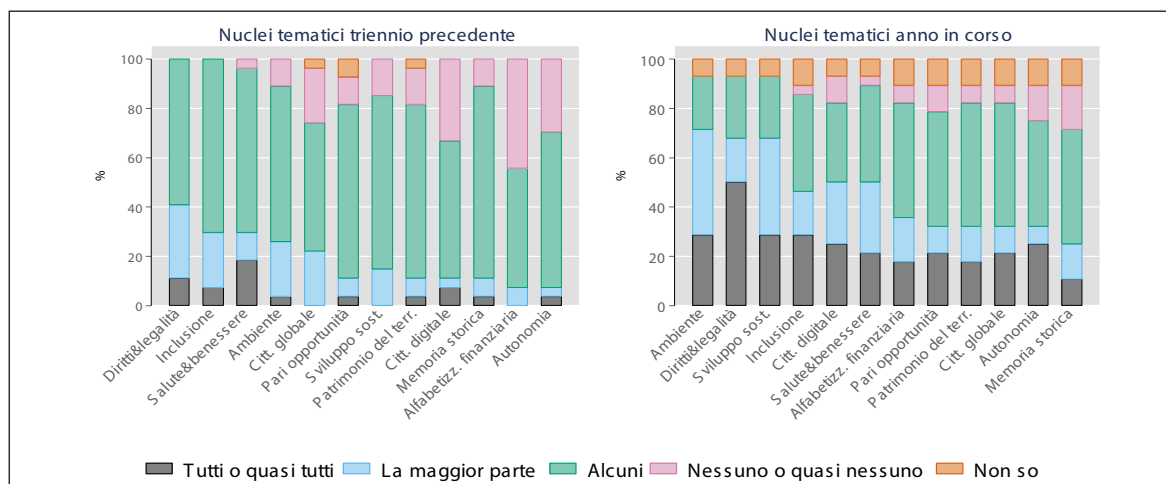 Nuclei tematici triennio precedente
100
80
60
40
20
0
%
Diritti&legalità
Inclusione
Salute&benessere
Ambiente
Citt. globale
Pari opportunità
Sviluppo sost.
Patrimonio del terr.
Citt. digitale
Memoria storica
Alfabetizz. finanziaria
Autonomia
Nuclei tematici anno in corso
100
80
60
40
20
0
%
Ambiente
Diritti&legalità
Sviluppo sost.
Inclusione
Citt. digitale
Salute&benessere
Alfabetizz. finanziaria
Pari opportunità
Patrimonio del terr.
Citt. globale
Autonomia
Memoria storica
Tutti o quasi tutti La maggior parte Alcuni Nessuno o quasi nessuno Non so